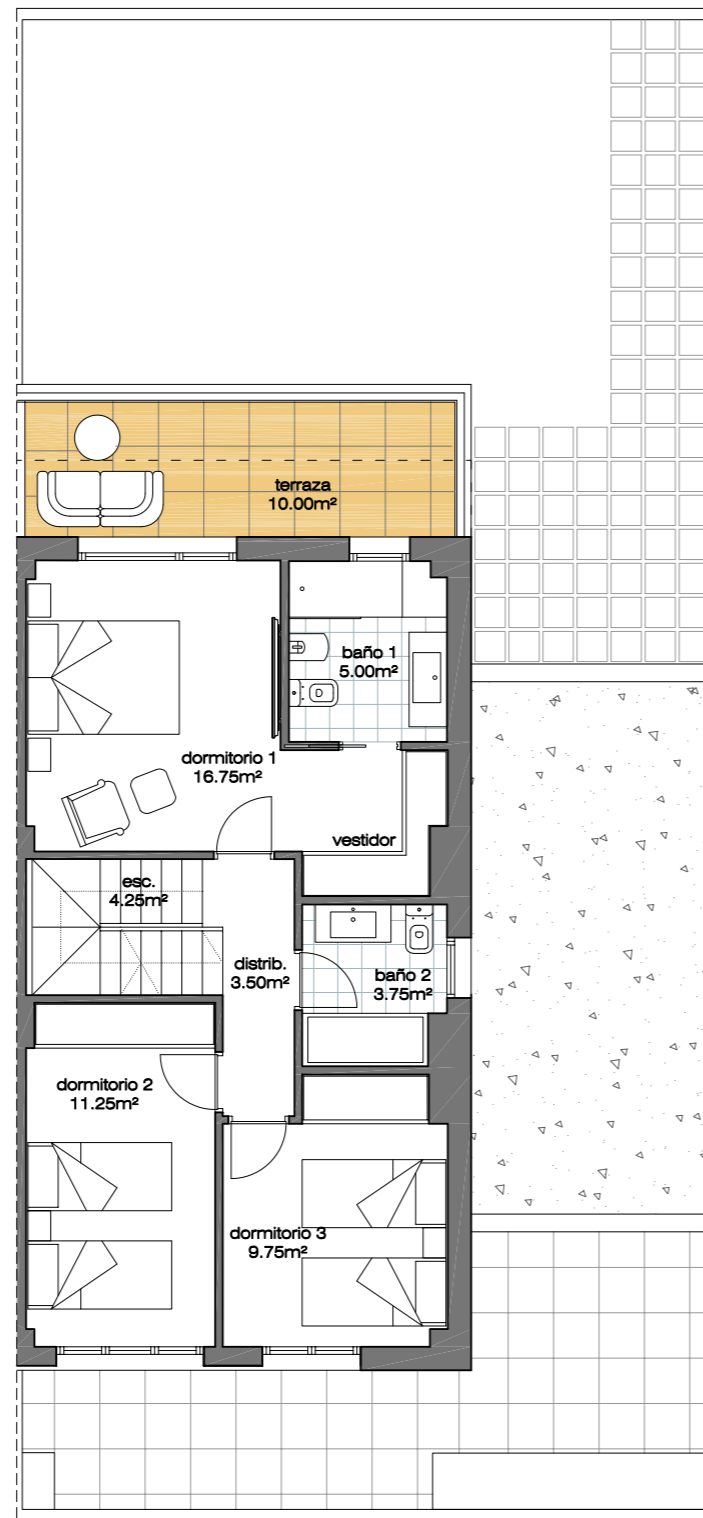 terraza
10.00m²
baño 1
5.00m²
dormitorio 1
16.75m²
vestidor
esc.
4.25m²
distrib.
3.50m²
baño 2
3.75m²
dormitorio 2
11.25m²
dormitorio 3
9.75m²